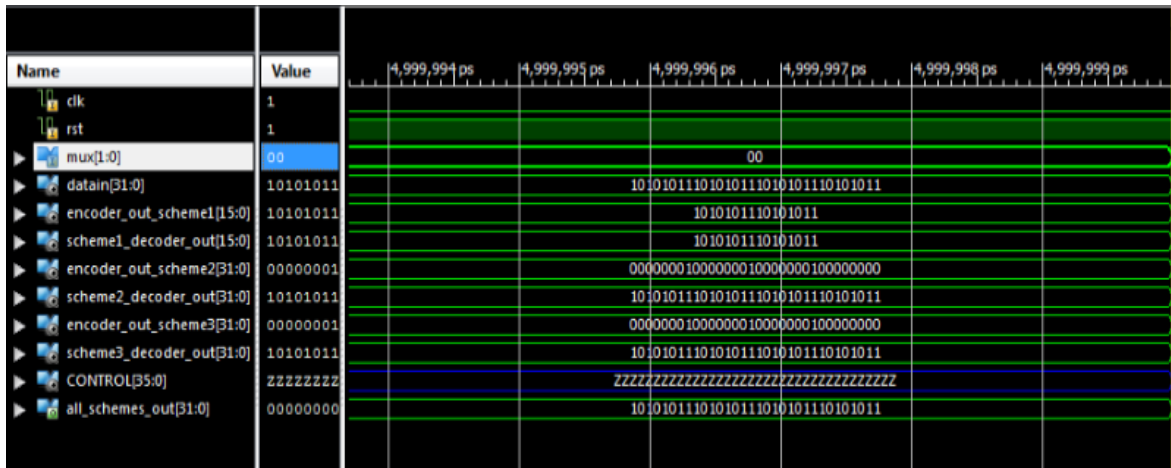 Name Value 4,999,994 ps 4,999,995 ps 4,999,996 ps 4,999,997 ps 4,999,998 ps 4,999,999 ps
clk 1
rst 1
mux[1:0] 00 00
datain[31:0] 10101011 10101011101010111010101110101011
encoder_out_scheme1[15:0] 10101011 1010101110101011
scheme1_decoder_out[15:0] 10101011 1010101110101011
encoder_out_scheme2[31:0] 00000001 00000001000000010000000100000000
scheme2_decoder_out[31:0] 10101011 10101011101010111010101110101011
encoder_out_scheme3[31:0] 00000001 00000001000000010000000100000000
scheme3_decoder_out[31:0] 10101011 10101011101010111010101110101011
CONTROL[35:0] ZZZZZZZZ ZZZZZZZZZZZZZZZZZZZZZZZZZZZZZZZZZZZZ
all_schemes_out[31:0] 00000000 10101011101010111010101110101011